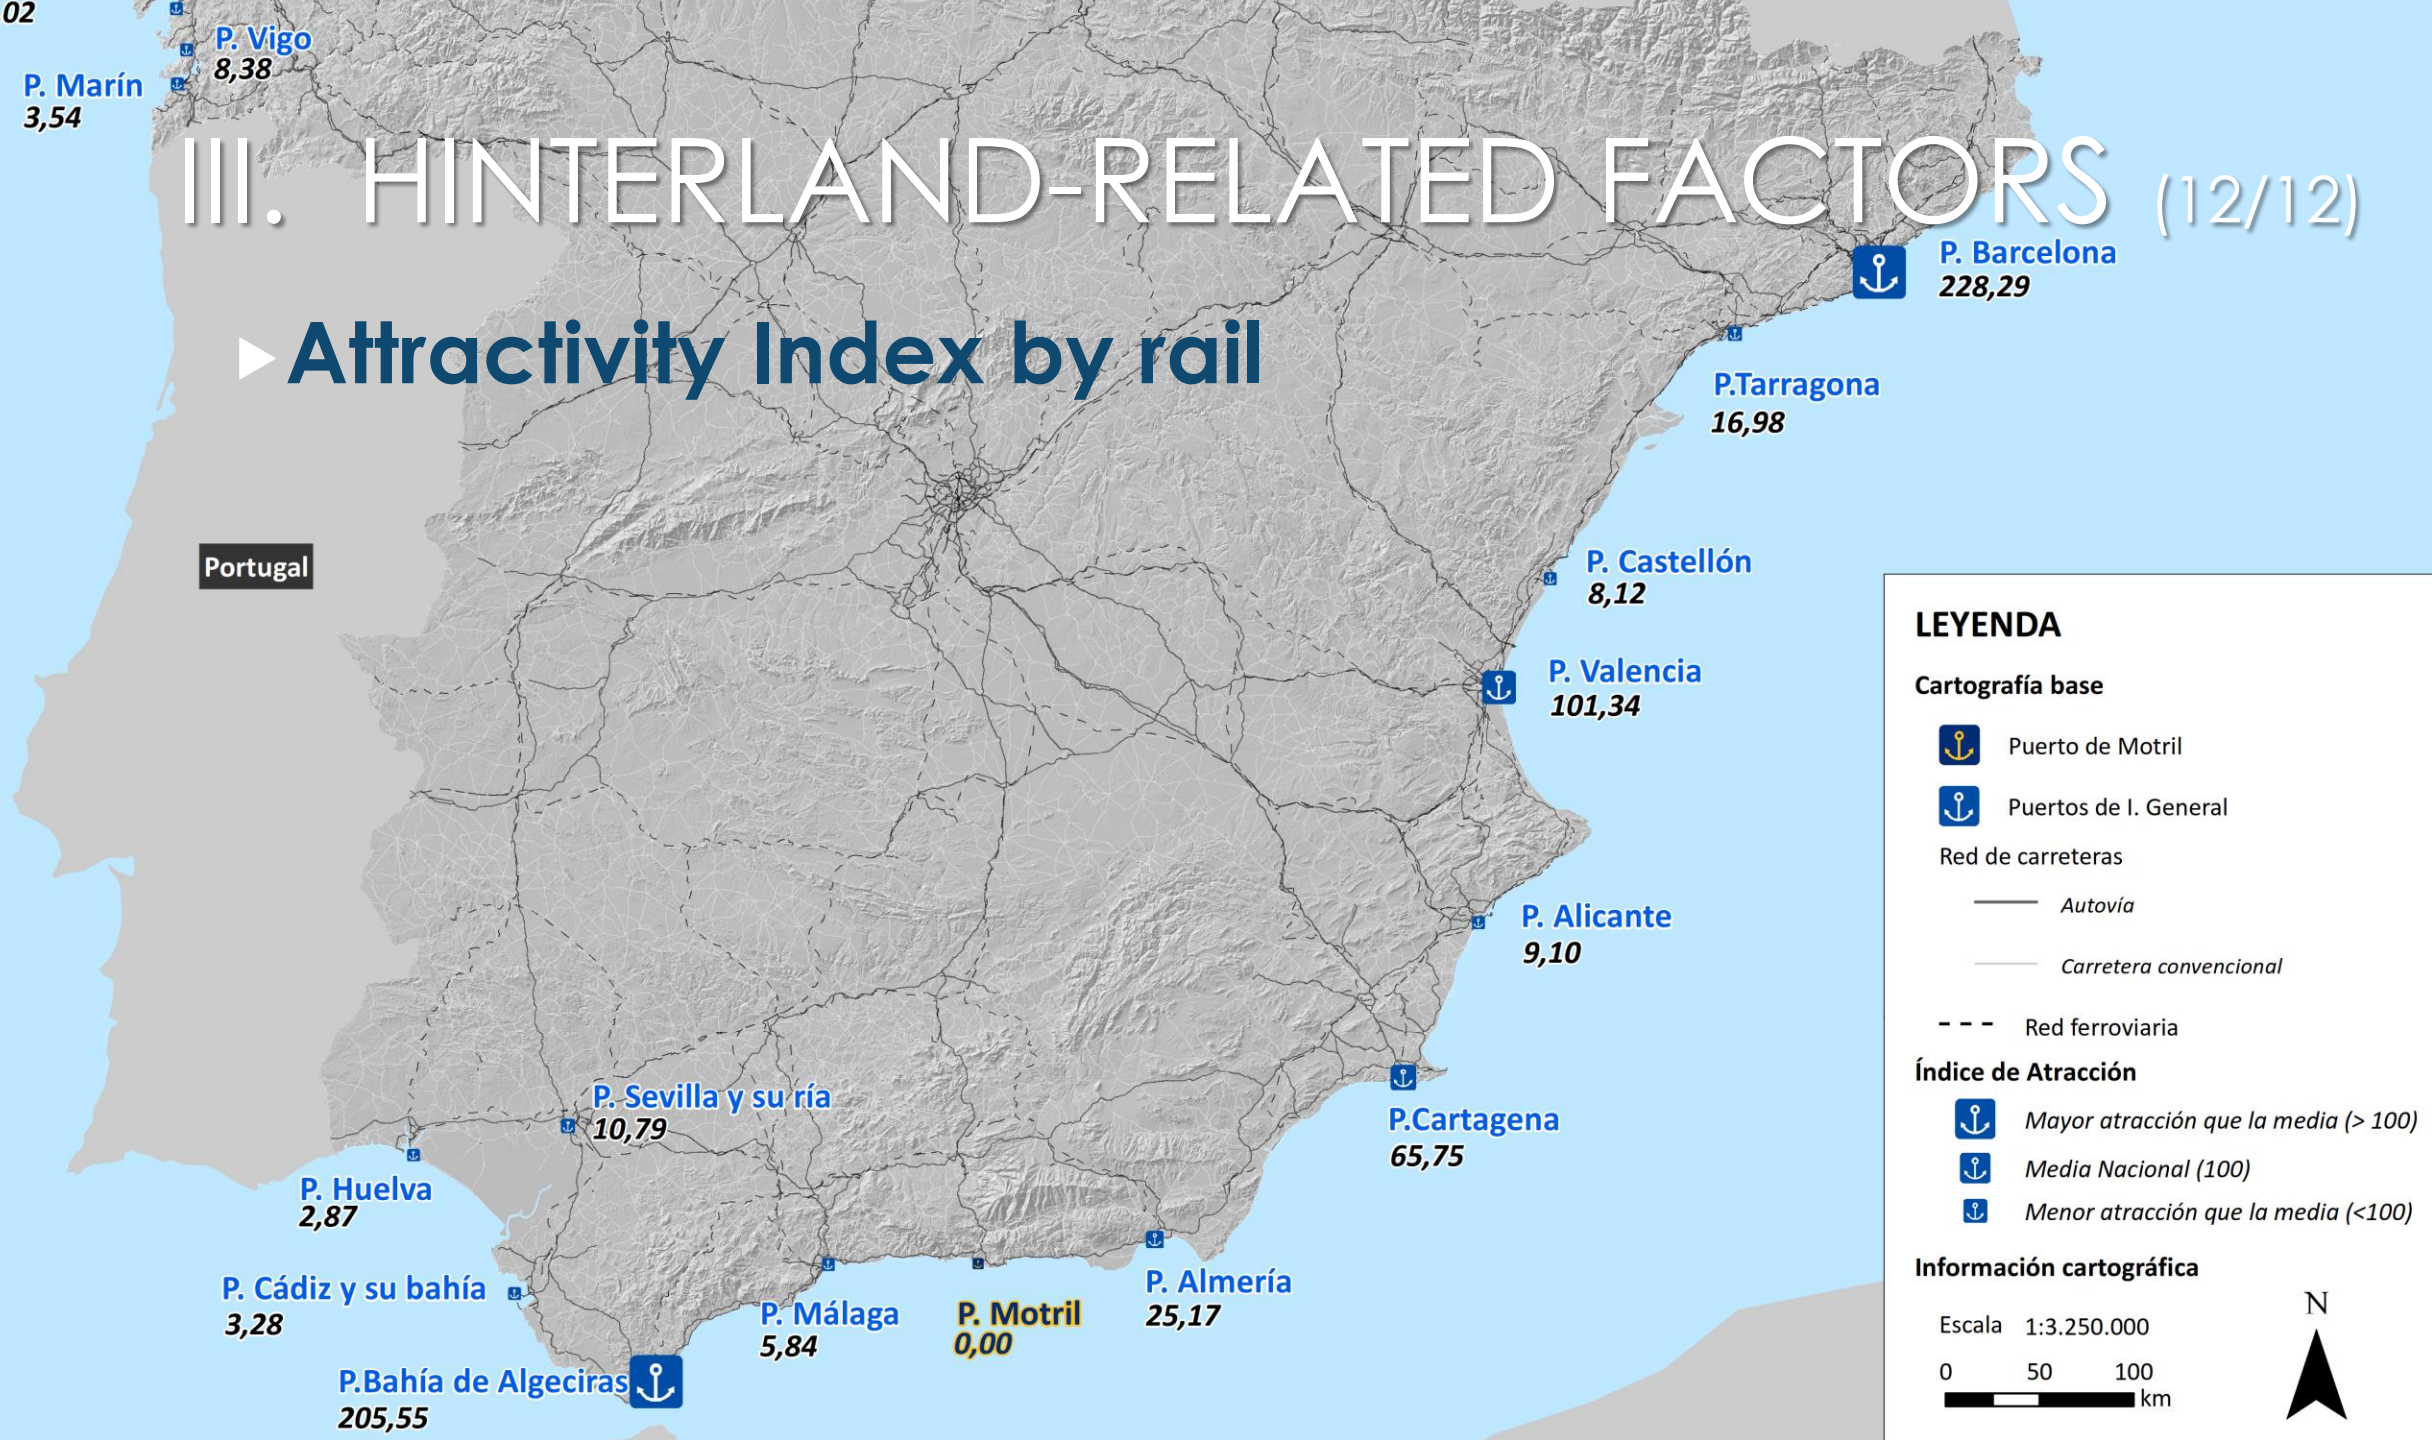 02
P. Vigo
8,38
P. Marín
3,54
III. HINTERLAND-RELATED FACTORS (12/12)
P. Barcelona
228,29
Attractivity Index by rail
P.Tarragona
16,98
Portugal
P. Castellón
8,12
P. Valencia
101,34
P. Alicante
9,10
P. Sevilla y su ría
10,79
P.Cartagena
65,75
P. Huelva
2,87
P. Cádiz y su bahía
3,28
P. Málaga
5,84
P. Motril
0,00
P. Almería
25,17
P.Bahía de Algeciras
205,55
LEYENDA
Cartografía base
Puerto de Motril
Puertos de I. General
Red de carreteras
Autovía
Carretera convencional
Red ferroviaria
Índice de Atracción
Mayor atracción que la media (> 100)
Media Nacional (100)
Menor atracción que la media (<100)
Información cartográfica
N
Escala 1:3.250.000
0 50 100
km